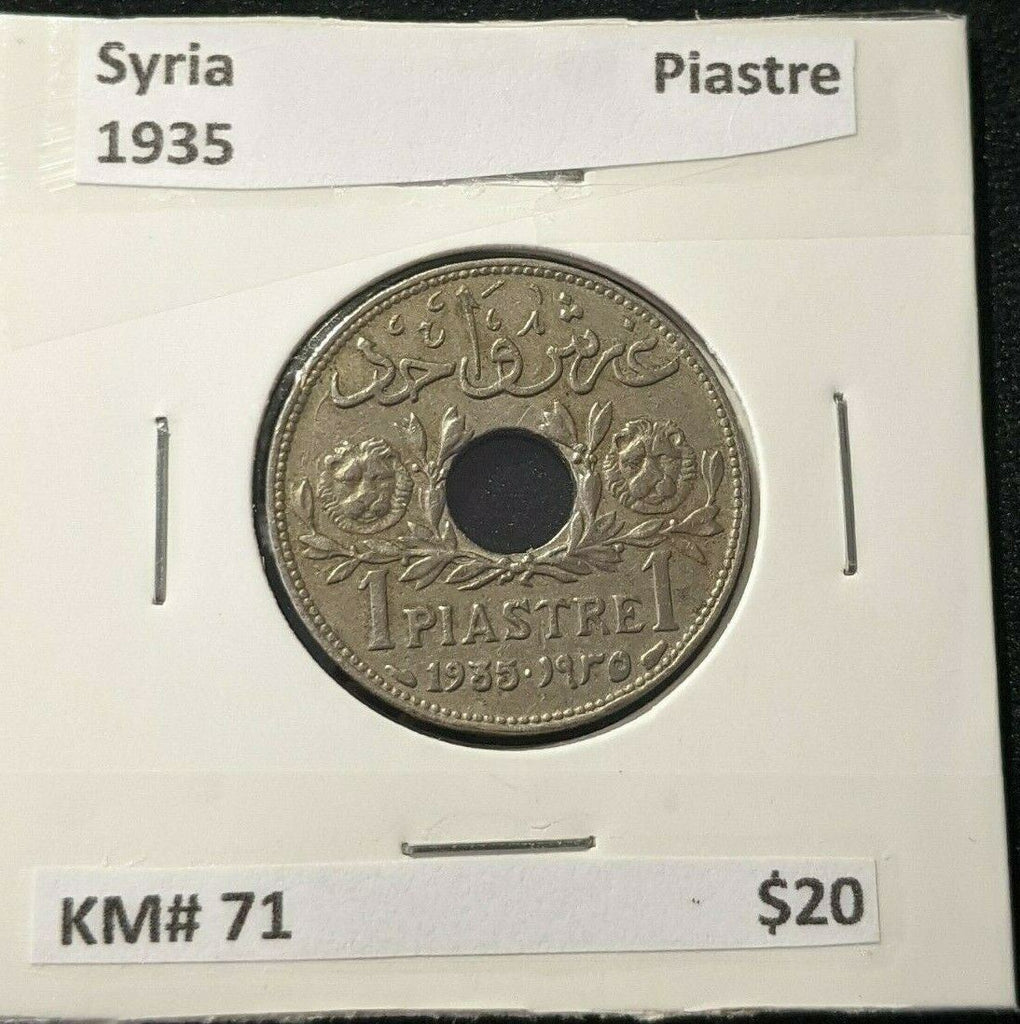 Syria Piastre
1935
غرش واحد
1 PIASTRE 1
1935 · ١٩٣٥
KM# 71 $20